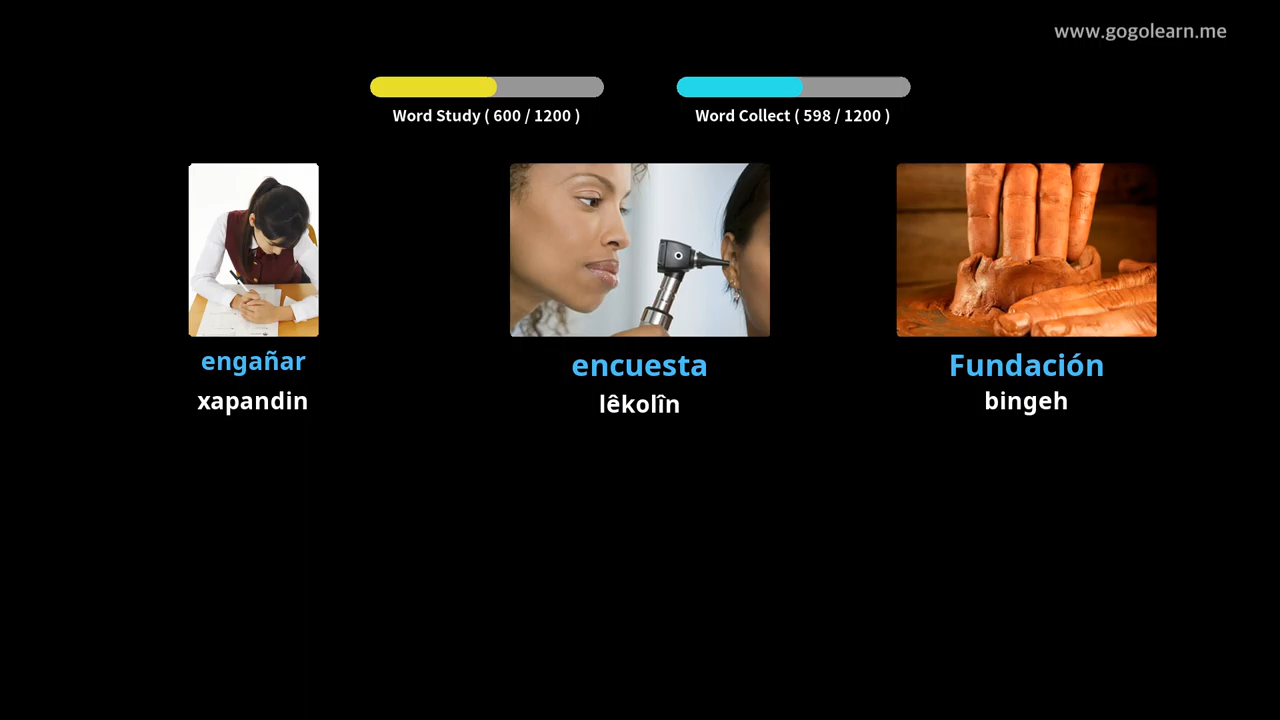 www.gogolearn.me
Word Study ( 600 / 1200 )
Word Collect ( 598 / 1200 )
engañar
xapandin
encuesta
lêkolîn
Fundación
bingeh